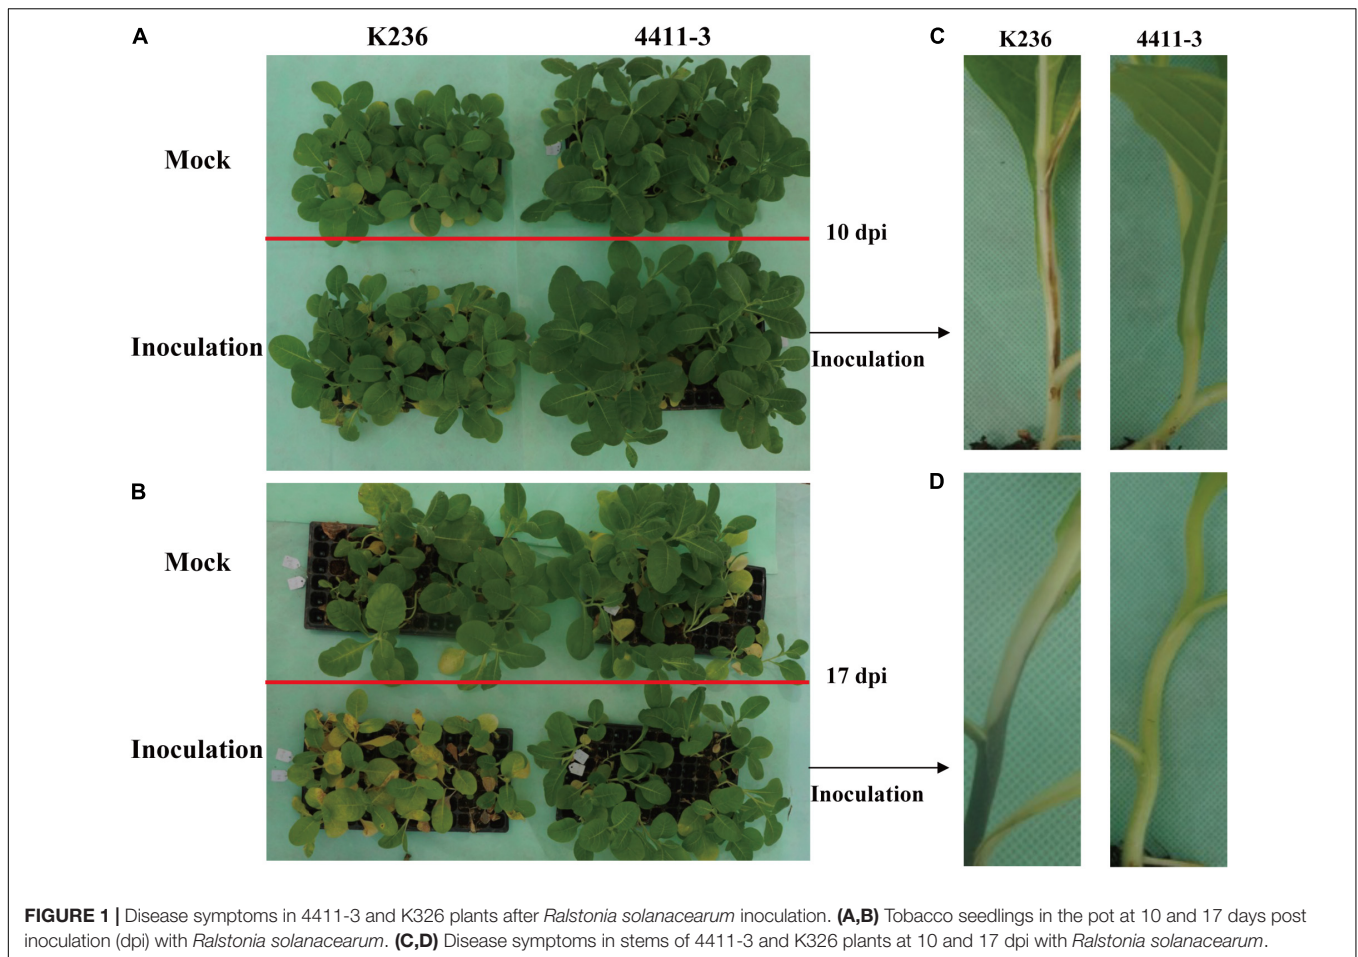 A
K236
4411-3
Mock
10 dpi
Inoculation
Inoculation
B
Mock
17 dpi
Inoculation
Inoculation
C
K236
4411-3
D
FIGURE 1 | Disease symptoms in 4411-3 and K326 plants after Ralstonia solanacearum inoculation. (A,B) Tobacco seedlings in the pot at 10 and 17 days post
inoculation (dpi) with Ralstonia solanacearum. (C,D) Disease symptoms in stems of 4411-3 and K326 plants at 10 and 17 dpi with Ralstonia solanacearum.